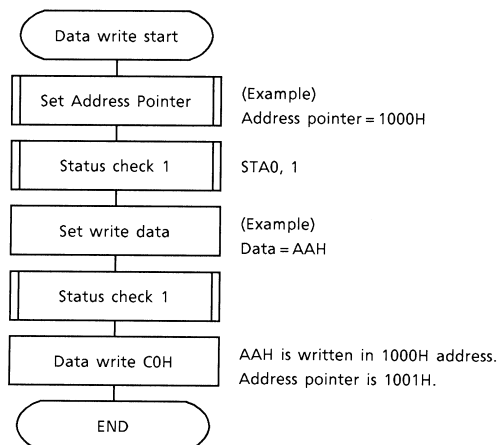 Data write start
Set Address Pointer
(Example)
Address pointer = 1000H
Status check 1
STA0, 1
Set write data
(Example)
Data = AAH
Status check 1
Data write C0H
AAH is written in 1000H address.
Address pointer is 1001H.
END